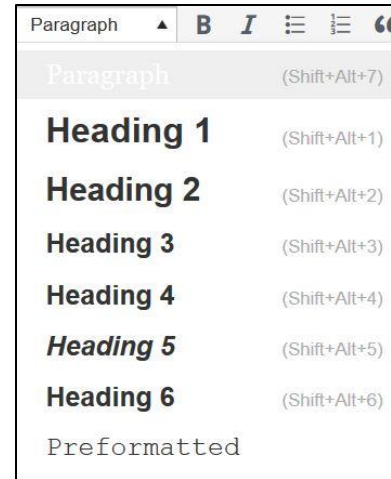 Paragraph ▲ B I
Paragraph (Shift+Alt+7)
Heading 1 (Shift+Alt+1)
Heading 2 (Shift+Alt+2)
Heading 3 (Shift+Alt+3)
Heading 4 (Shift+Alt+4)
Heading 5 (Shift+Alt+5)
Heading 6 (Shift+Alt+6)
Preformatted